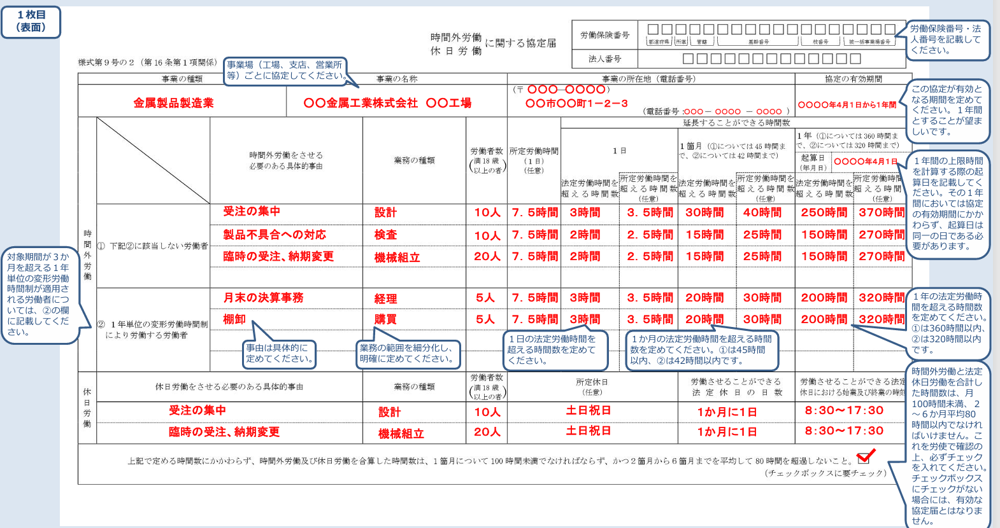 1枚目
（表面）
時間外労働
休日労働
に関する協定届
労働保険番号
都道府県 所掌 管轄 基幹番号 枝番号 被一括事業場番号
法人番号
労働保険番号・法
人番号を記載して
ください。
様式第９号の２（第16条第１項関係）
事業場（工場、支店、営業所
等）ごとに協定してください。
事業の種類
事業の名称
事業の所在地（電話番号）
協定の有効期間
金属製品製造業
〇〇金属工業株式会社 〇〇工場
（〒 〇〇〇―〇〇〇〇）
〇〇市〇〇町１－２－３
（電話番号：〇〇〇－ 〇〇〇〇 － 〇〇〇〇 ）
〇〇〇〇年4月1日から1年間
この協定が有効と
なる期間を定めて
ください。１年間
とすることが望ま
しいです。
時間外労働
時間外労働をさせる
必要のある具体的事由
業務の種類
労働者数
（満18歳
以上の者）
所定労働時間
（１日）
（任意）
延長することができる時間数
１日
法定労働時間を
超える時間数
所定労働時間を
超える時間数
（任意）
１箇月（①については45時間ま
で、②については42時間まで）
法定労働時間を
超える時間数
所定労働時間を
超える時間数
（任意）
１年（①については360時間ま
で、②については320時間まで）
起算日
（年月日）
〇〇〇〇年4月1日
法定労働時間を
超える時間数
所定労働時間
超える時間
（任意）
１年間の上限時間
を計算する際の起
算日を記載してく
ださい。その１年
間においては協定
の有効期間にかか
わらず、起算日は
同一の日である必
要があります。
① 下記②に該当しない労働者
受注の集中 設計 10人 7.5時間 3時間 3.5時間 30時間 40時間 250時間 370時間
製品不具合への対応 検査 10人 7.5時間 2時間 2.5時間 15時間 25時間 150時間 270時間
臨時の受注、納期変更 機械組立 20人 7.5時間 2時間 2.5時間 15時間 25時間 150時間 270時間
対象期間が３か
月を超える１年
単位の変形労働
時間制が適用さ
れる労働者につ
いては、②の欄
に記載してくだ
さい。
② １年単位の変形労働時間制
により労働する労働者
月末の決算事務 経理 5人 7.5時間 3時間 3.5時間 20時間 30時間 200時間 320時間
棚卸 購買 5人 7.5時間 3時間 3.5時間 20時間 30時間 200時間 320時間
事由は具体的に
定めてください。
業務の範囲を細分化し、
明確に定めてください。
１日の法定労働時間を
超える時間数を定めて
ください。
１か月の法定労働時間を超える時間
数を定めてください。①は45時間
以内、②は42時間以内です。
１年の法定労働時
間を超える時間数
を定めてください。
①は360時間以内、
②は320時間以内
です。
休日労働
休日労働をさせる必要のある具体的事由
業務の種類
労働者数
（満18歳
以上の者）
所定休日
（任意）
労働させることができる
法定休日の日数
労働させることができる法定
休日における始業及び終業の時刻
受注の集中 設計 10人 土日祝日 1か月に1日 8:30～17:30
臨時の受注、納期変更 機械組立 20人 土日祝日 1か月に1日 8:30～17:30
上記で定める時間数にかかわらず、時間外労働及び休日労働を合算した時間数は、１箇月について100時間未満でなければならず、かつ２箇月から６箇月までを平均して80時間を超過しないこと。
（チェックボックスに要チェック）
時間外労働と法定
休日労働を合計し
た時間数は、月
100時間未満、２
～６か月平均80
時間以内でなけれ
ばいけません。こ
れを労使で確認の
上、必ずチェック
を入れてください。
チェックボックス
にチェックがない
場合には、有効な
協定届とはなりま
せん。